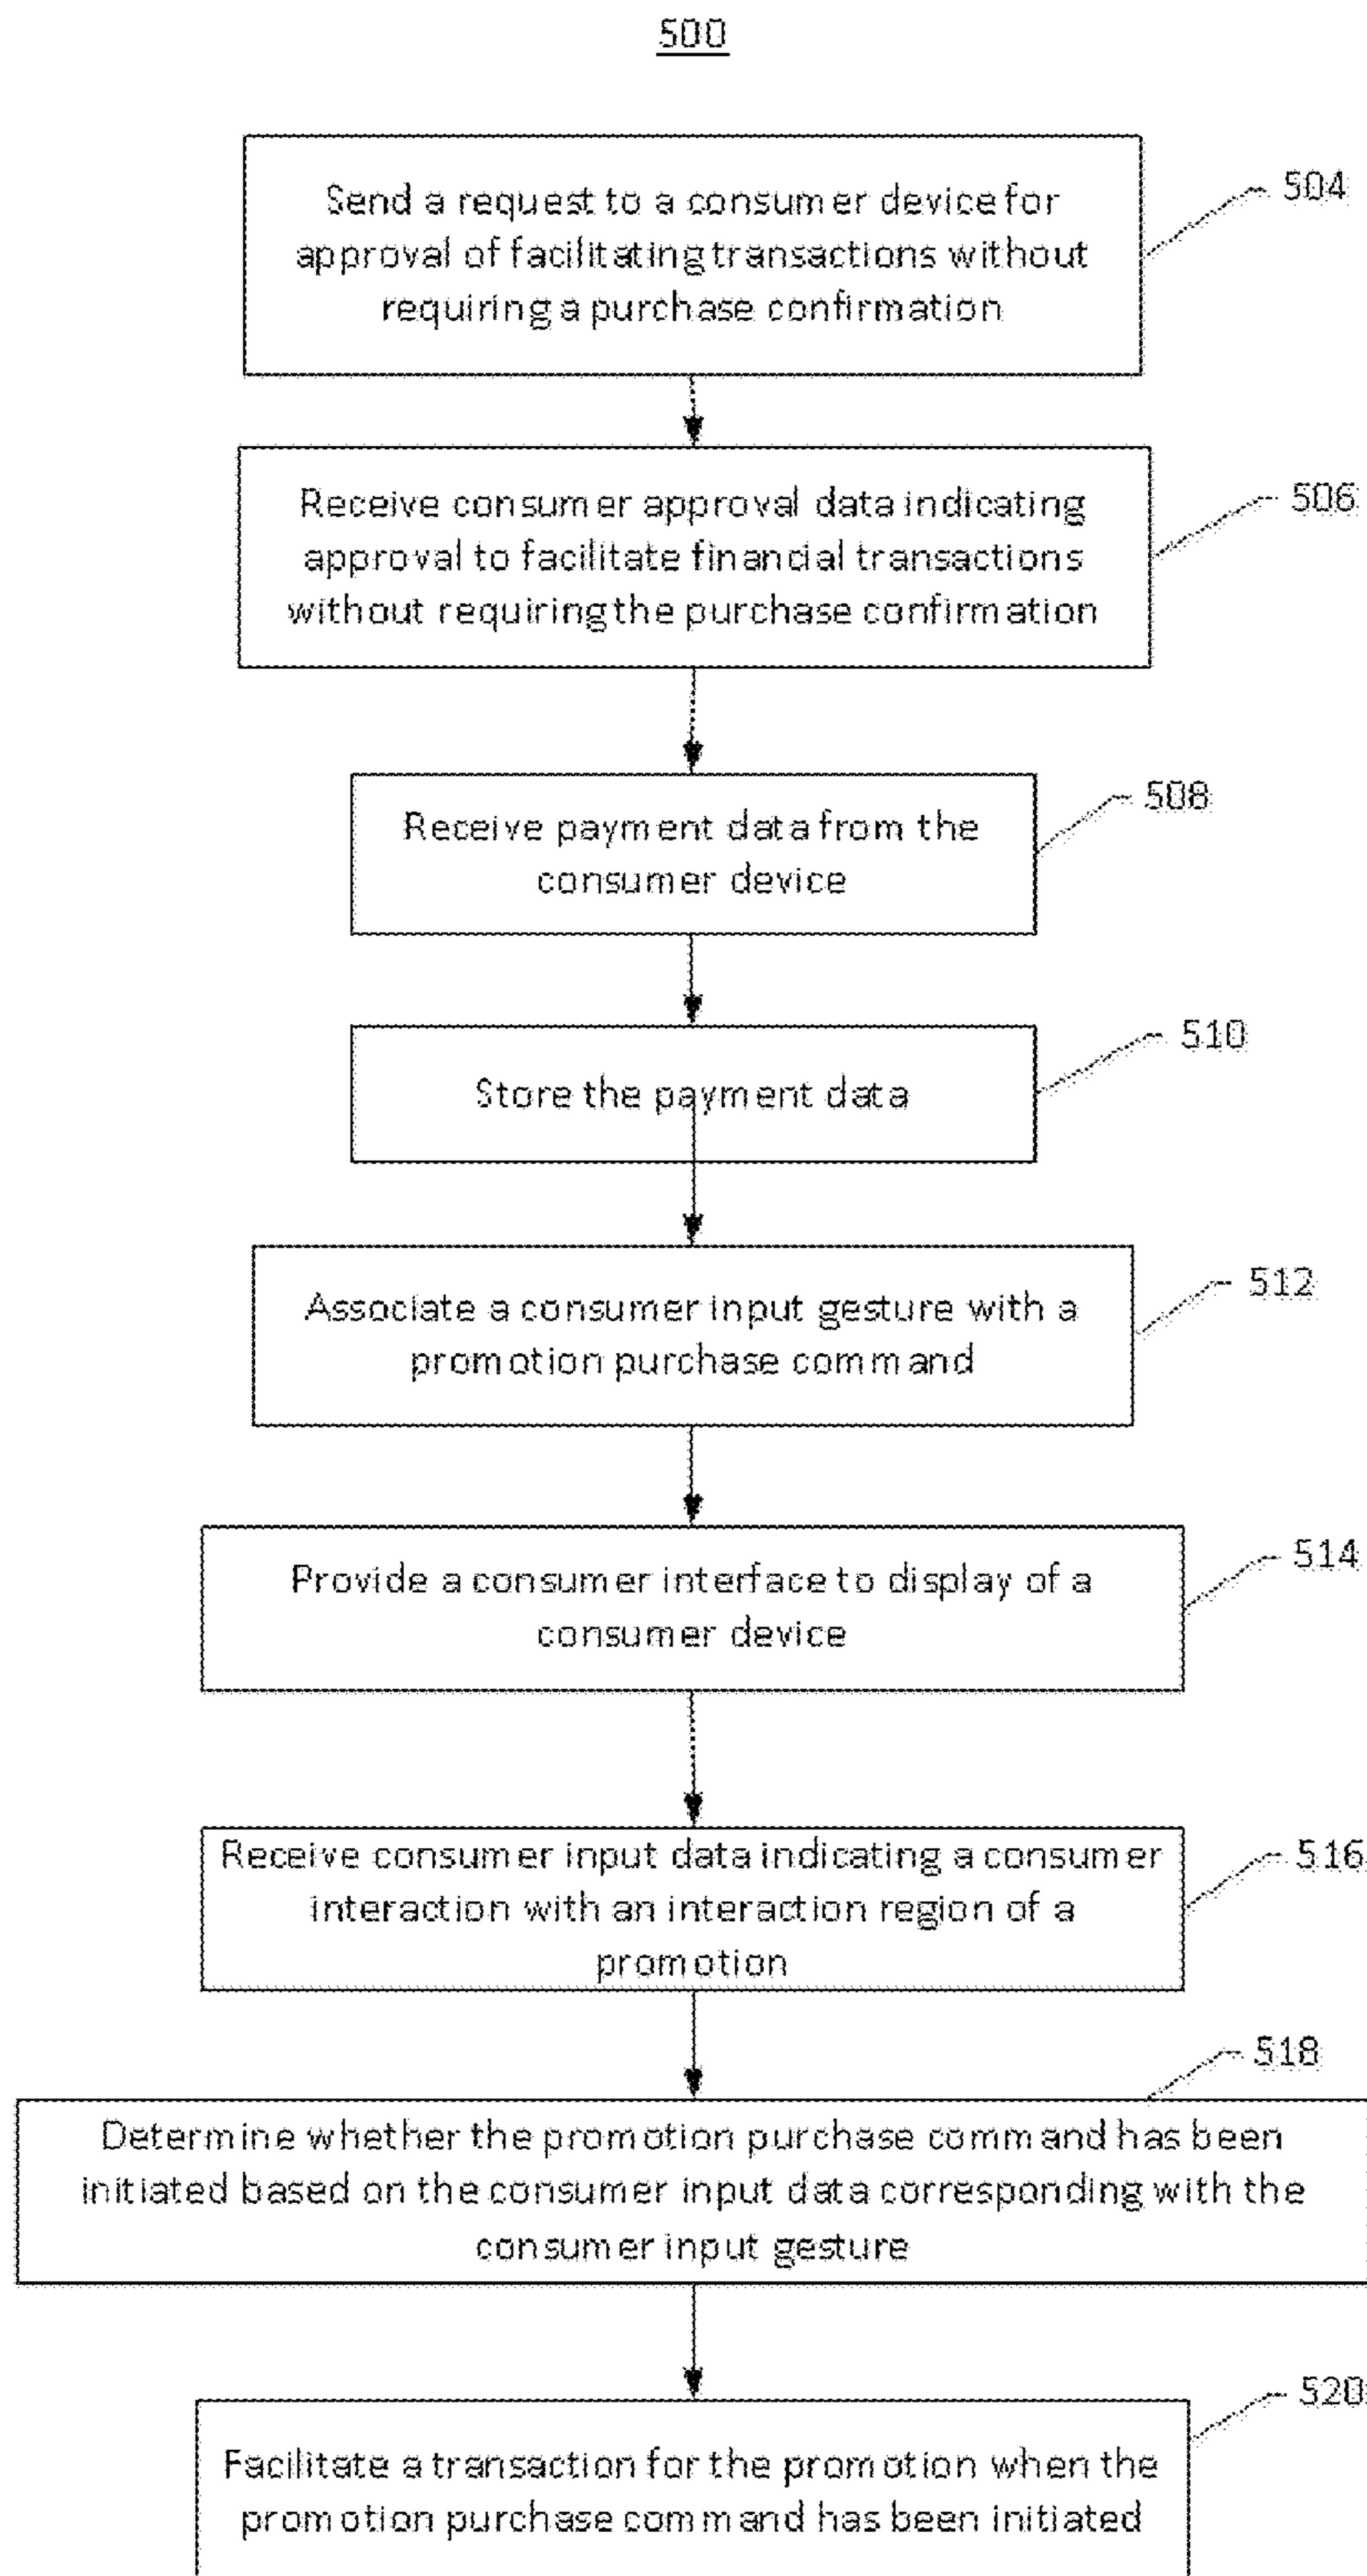 500
504
Send a request to a consumer device for
approval of facilitating transactions without
requiring a purchase confirmation
506
Receive consumer approval data indicating
approval to facilitate financial transactions
without requiring the purchase confirmation
508
Receive payment data from the
consumer device
510
Store the payment data
512
Associate a consumer input gesture with a
promotion purchase command
514
Provide a consumer interface to display of a
consumer device
516
Receive consumer input data indicating a consumer
interaction with an interaction region of a
promotion
518
Determine whether the promotion purchase command has been
initiated based on the consumer input data corresponding with the
consumer input gesture
520
Facilitate a transaction for the promotion when the
promotion purchase command has been initiated